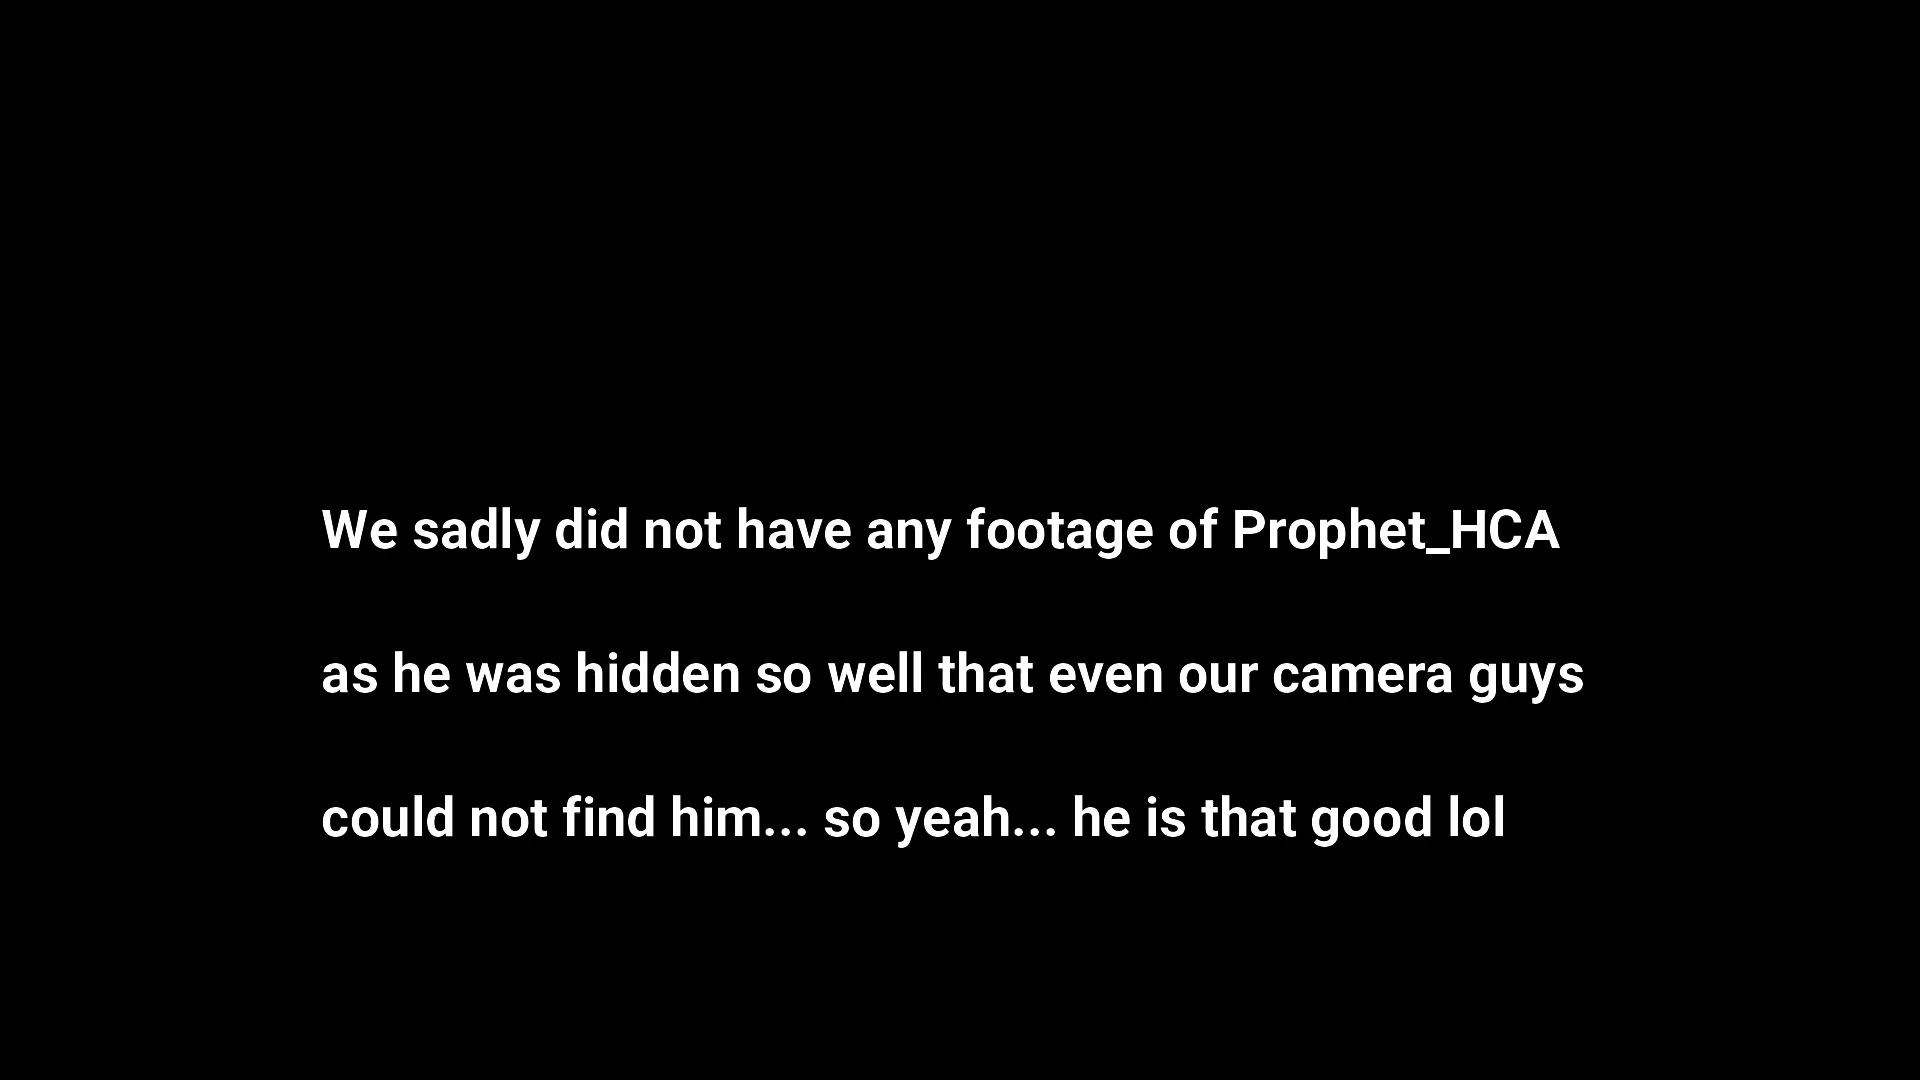 We sadly did not have any footage of Prophet_HCA
as he was hidden so well that even our camera guys
could not find him... so yeah... he is that good lol